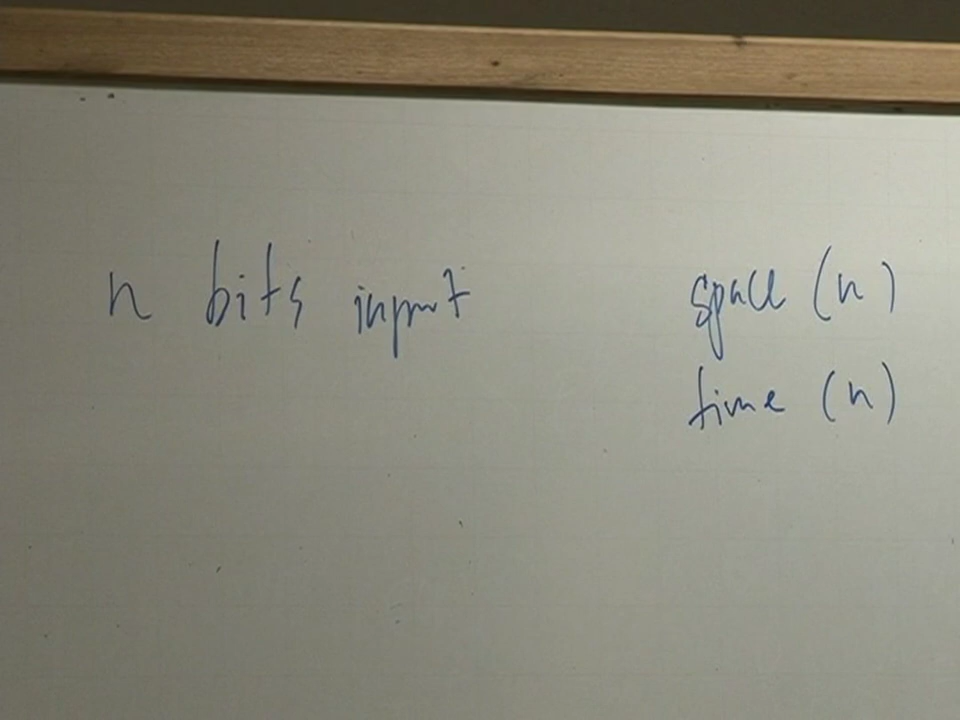 n bits input
space (n)
time (n)